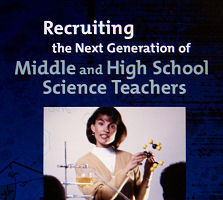 Recruiting
the Next Generation of
Middle and High School
Science Teachers